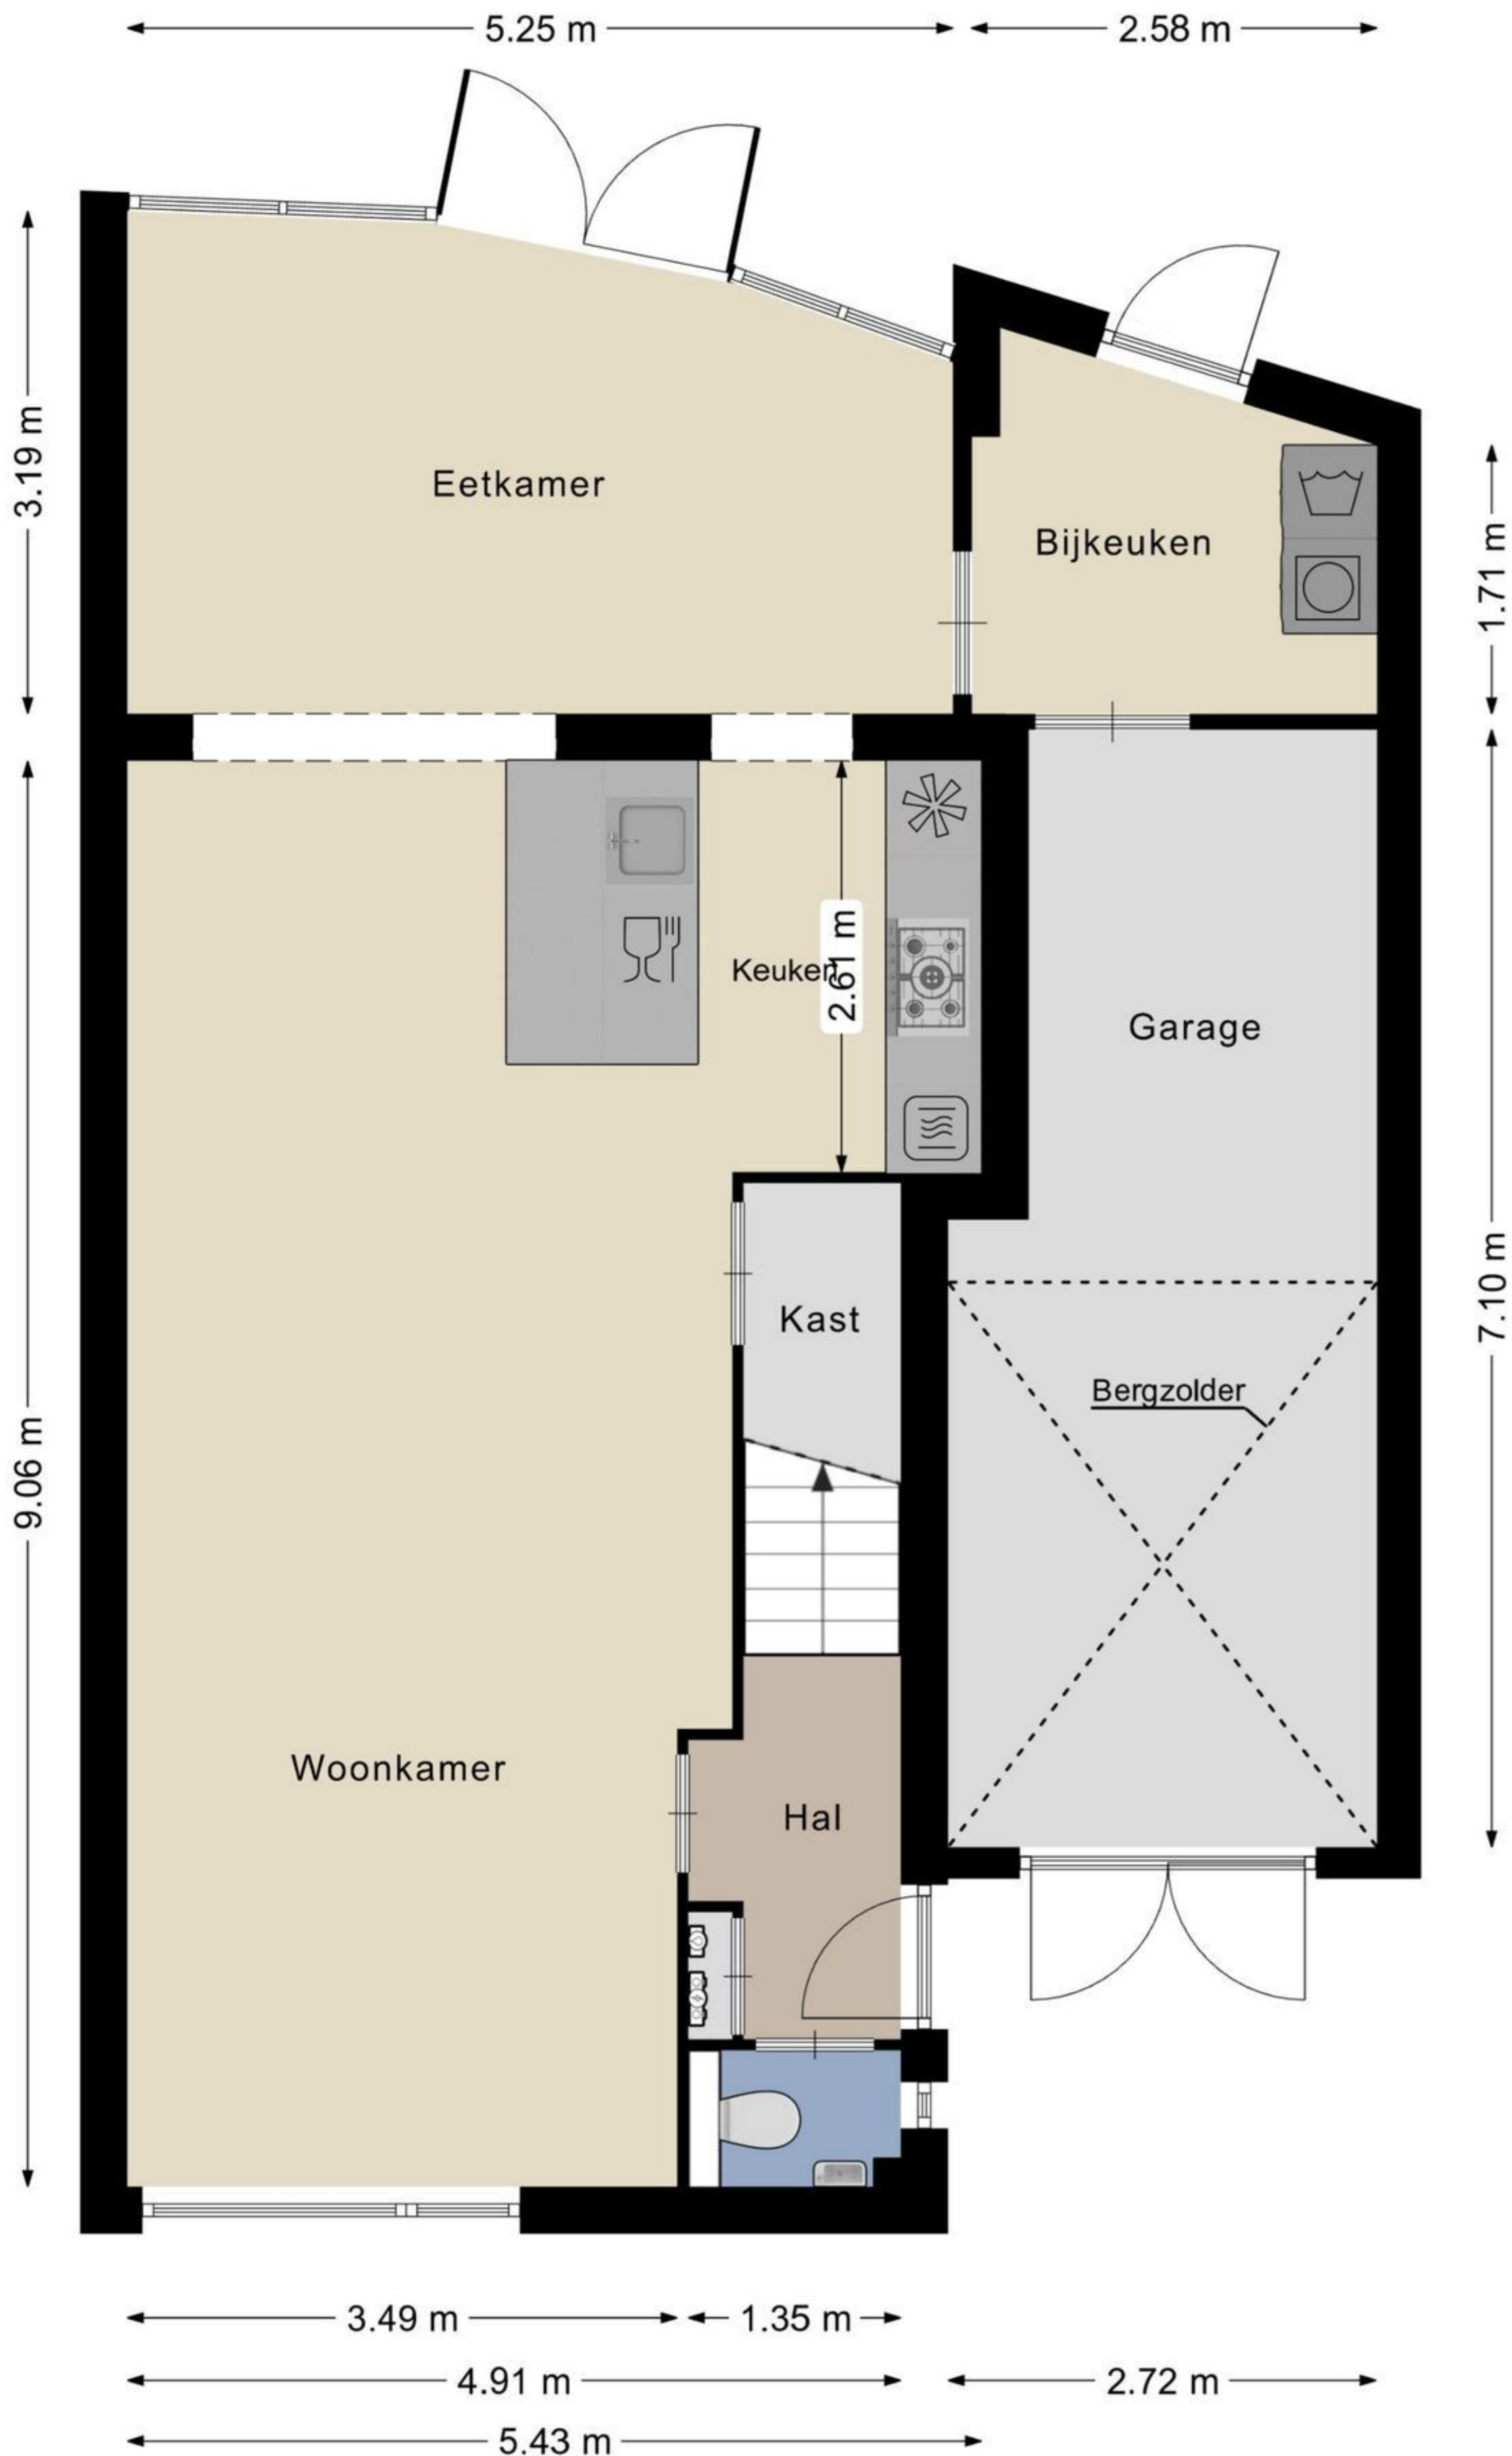 5.25 m
2.58 m
3.19 m
Eetkamer
Bijkeuken
1.71 m
Keuken
2.61 m
Garage
Kast
7.10 m
Bergzolder
9.06 m
Woonkamer
Hal
3.49 m
1.35 m
4.91 m
2.72 m
5.43 m